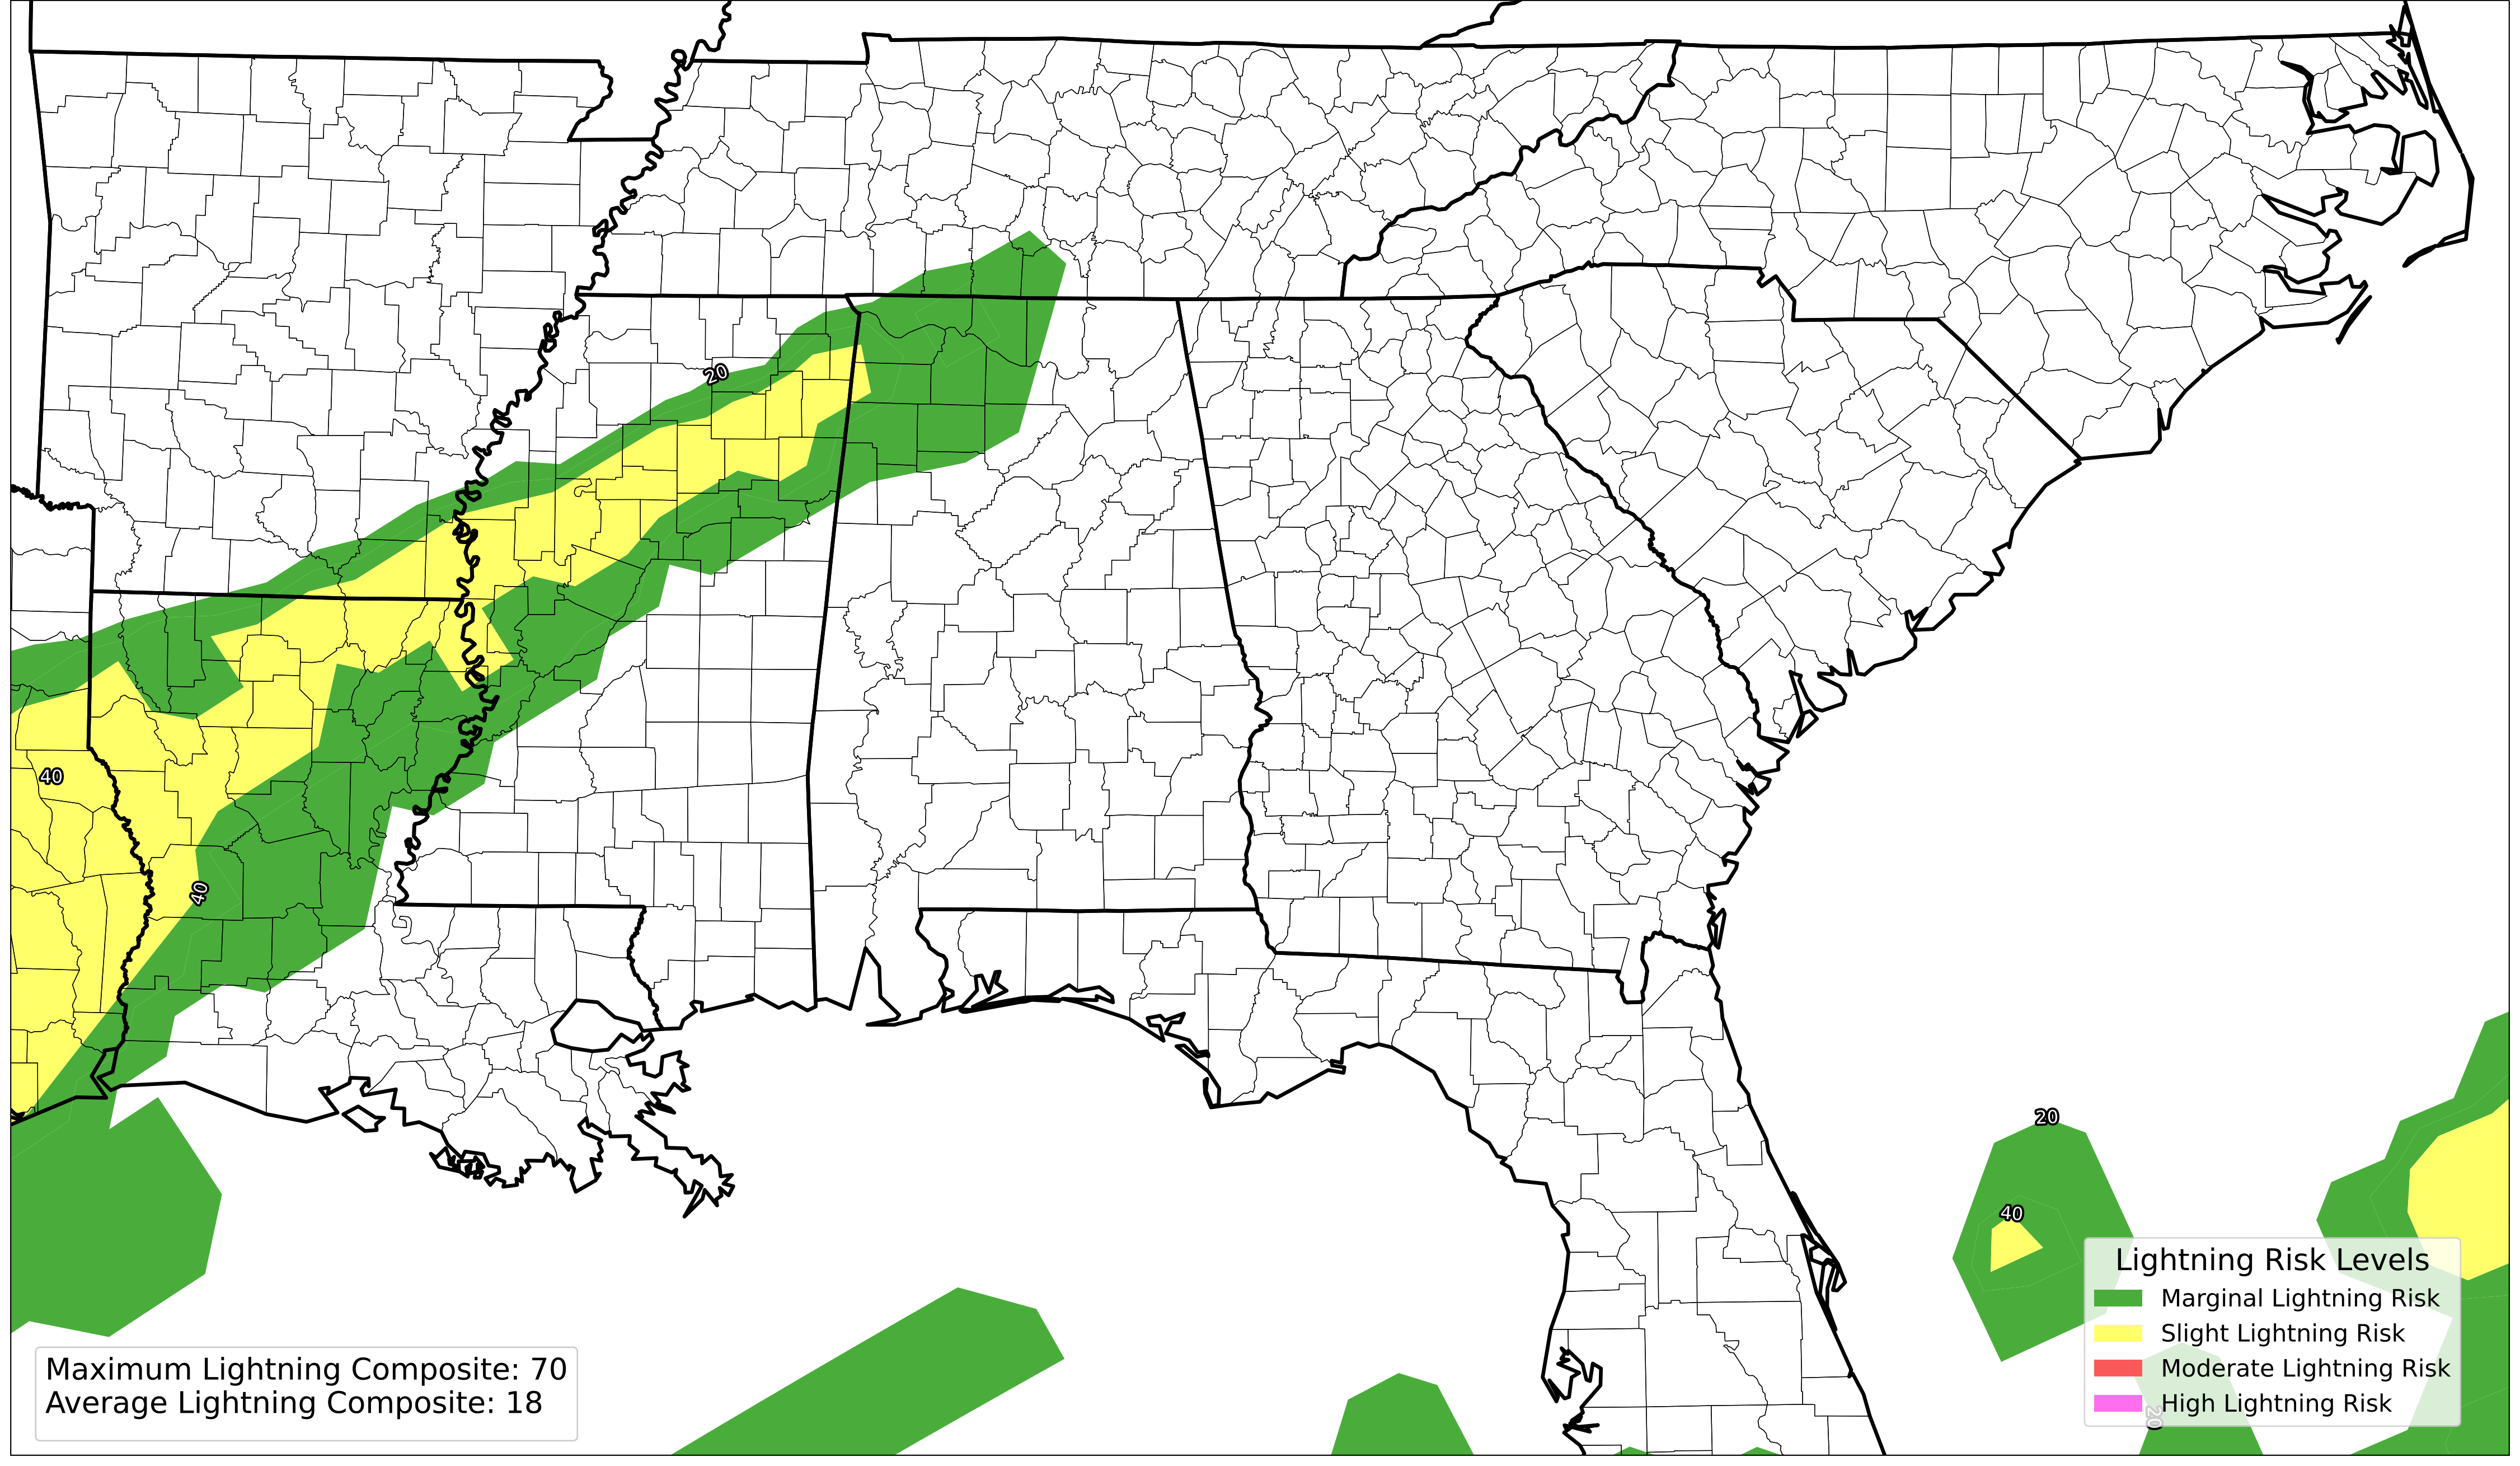 20
40
40
20
40
20
Lightning Risk Levels
Marginal Lightning Risk
Slight Lightning Risk
Moderate Lightning Risk
High Lightning Risk
Maximum Lightning Composite: 70
Average Lightning Composite: 18